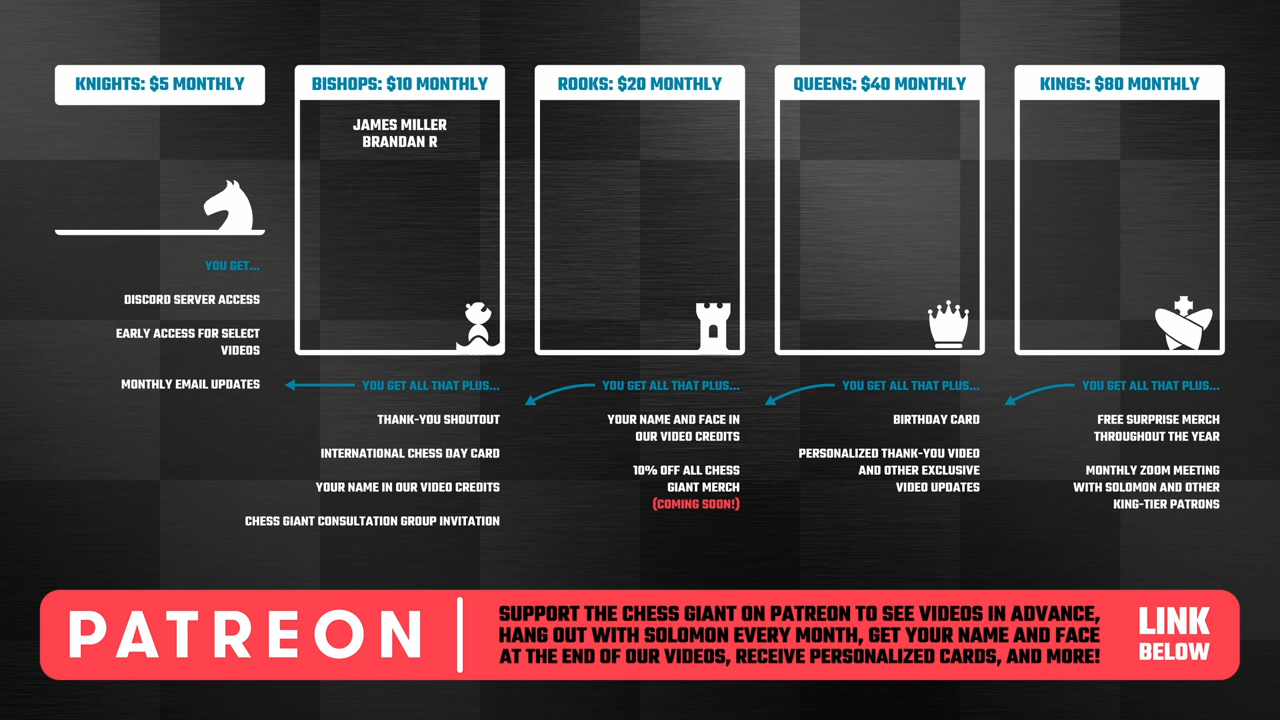 KNIGHTS: $5 MONTHLY
YOU GET...
DISCORD SERVER ACCESS
EARLY ACCESS FOR SELECT
VIDEOS
MONTHLY EMAIL UPDATES
BISHOPS: $10 MONTHLY
JAMES MILLER
BRANDAN R
YOU GET ALL THAT PLUS...
THANK-YOU SHOUTOUT
INTERNATIONAL CHESS DAY CARD
YOUR NAME IN OUR VIDEO CREDITS
CHESS GIANT CONSULTATION GROUP INVITATION
ROOKS: $20 MONTHLY
YOU GET ALL THAT PLUS...
YOUR NAME AND FACE IN
OUR VIDEO CREDITS
10% OFF ALL CHESS
GIANT MERCH
(COMING SOON!)
QUEENS: $40 MONTHLY
YOU GET ALL THAT PLUS...
BIRTHDAY CARD
PERSONALIZED THANK-YOU VIDEO
AND OTHER EXCLUSIVE
VIDEO UPDATES
KINGS: $80 MONTHLY
YOU GET ALL THAT PLUS...
FREE SURPRISE MERCH
THROUGHOUT THE YEAR
MONTHLY ZOOM MEETING
WITH SOLOMON AND OTHER
KING-TIER PATRONS
PATREON
SUPPORT THE CHESS GIANT ON PATREON TO SEE VIDEOS IN ADVANCE,
HANG OUT WITH SOLOMON EVERY MONTH, GET YOUR NAME AND FACE
AT THE END OF OUR VIDEOS, RECEIVE PERSONALIZED CARDS, AND MORE!
LINK
BELOW